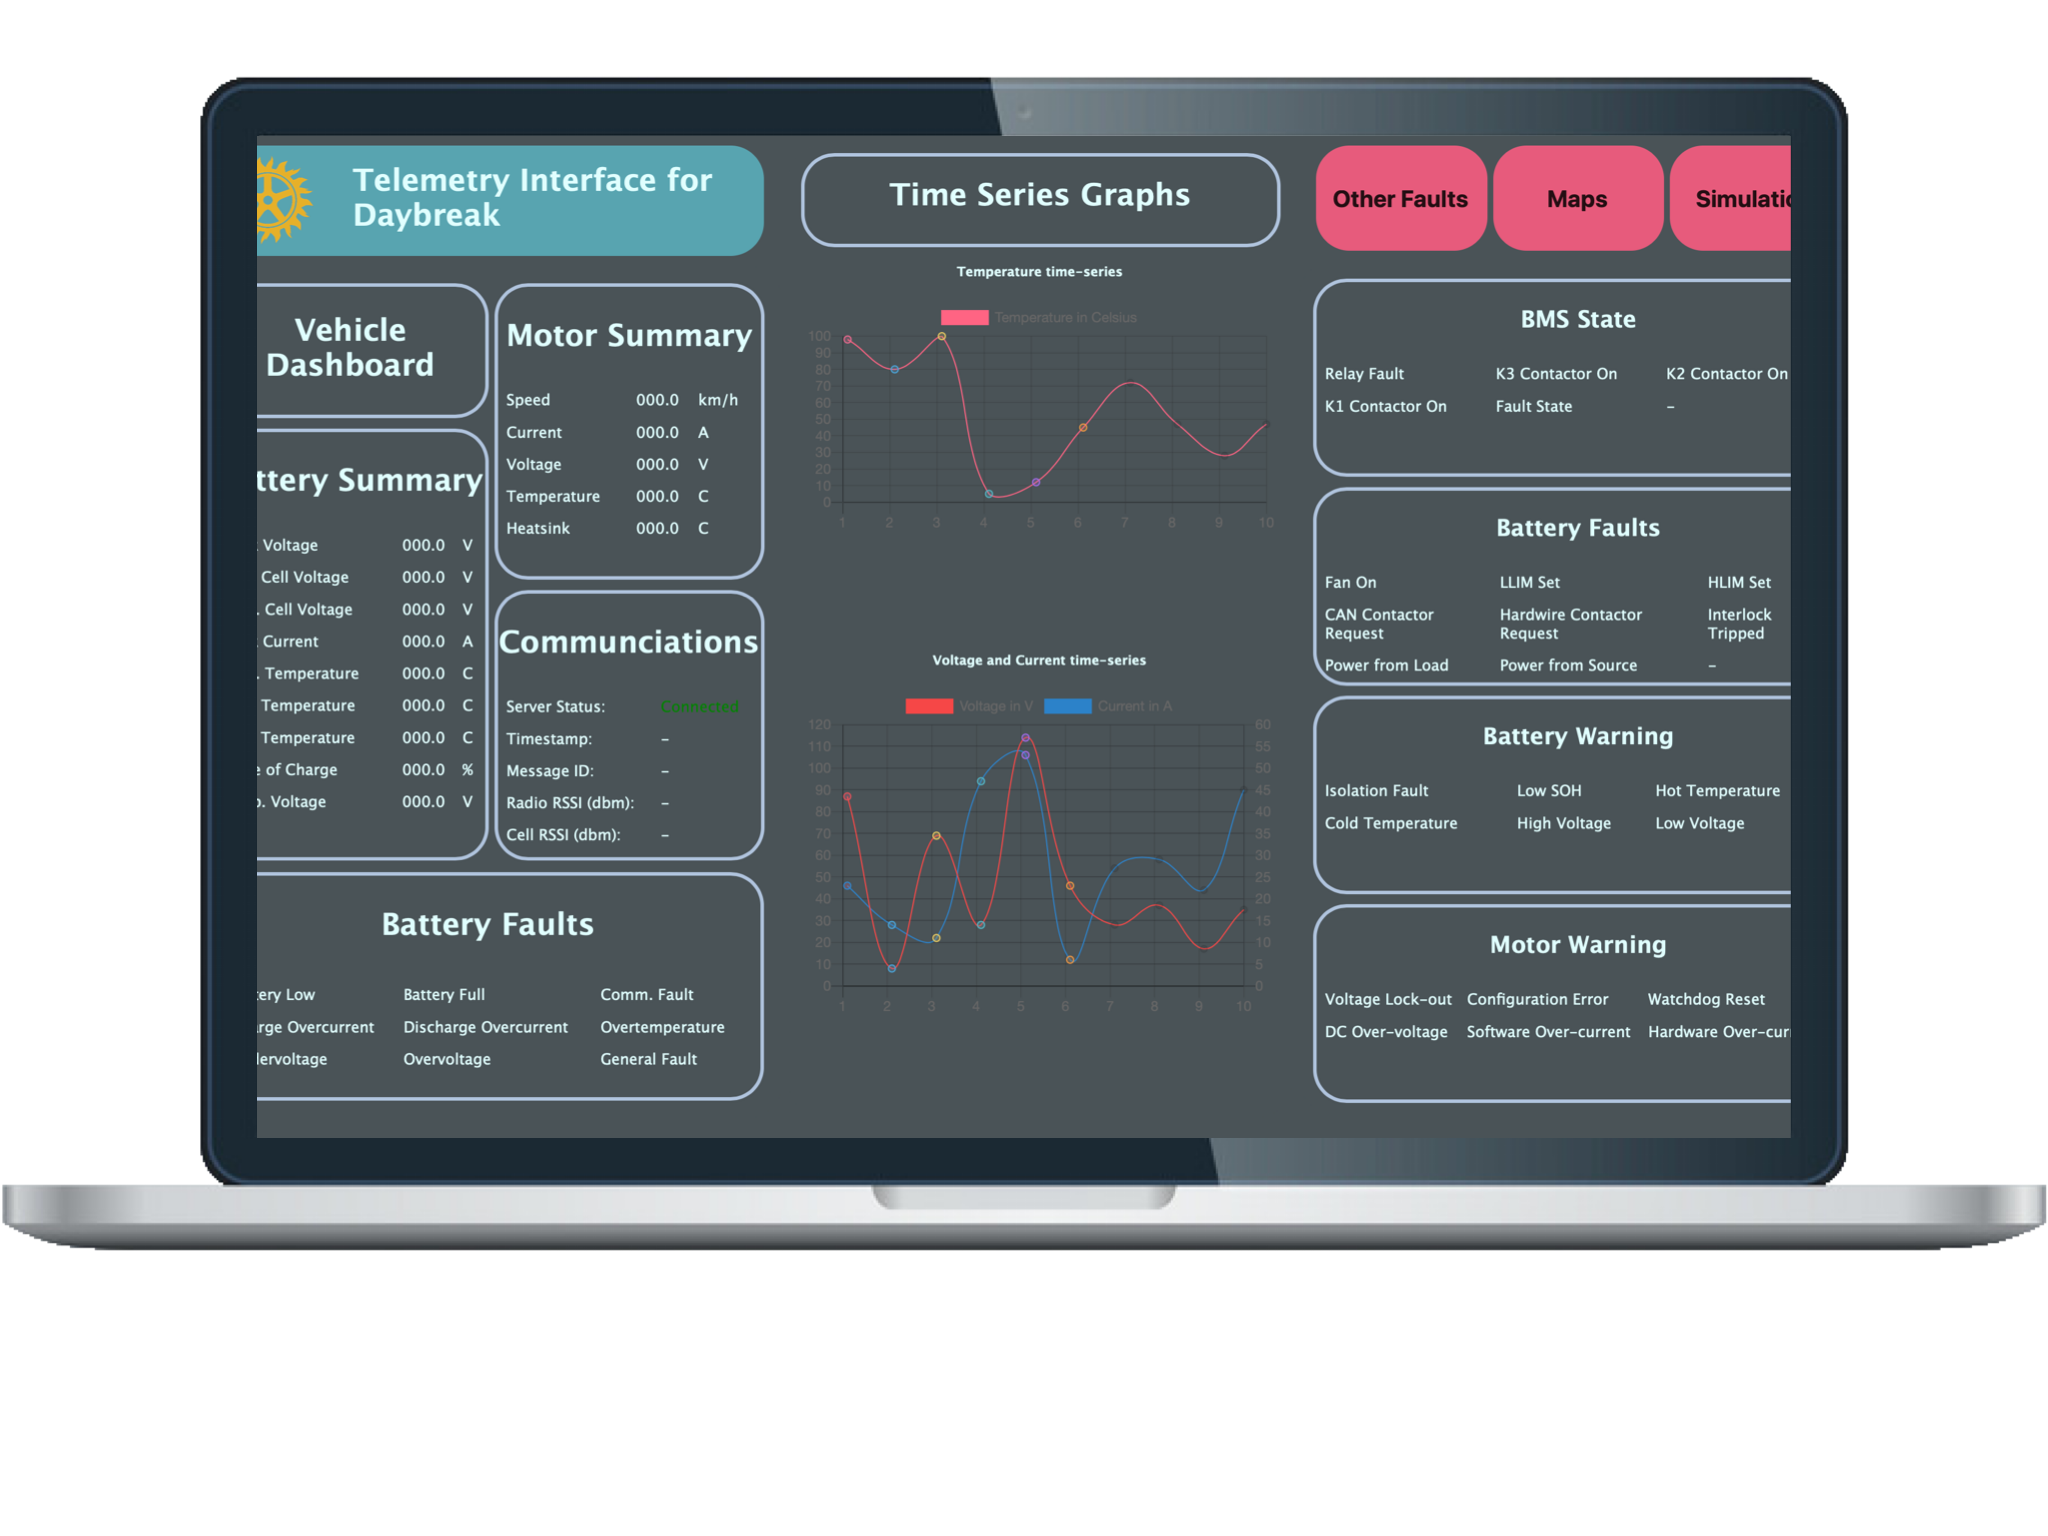 Telemetry Interface for
Daybreak
Time Series Graphs
Other Faults
Maps
Vehicle
Dashboard
Summary
Voltage 000.0 V
Cell Voltage 000.0 V
Cell Voltage 000.0 V
Current 000.0 A
Temperature 000.0 C
Temperature 000.0 C
Temperature 000.0 C
of Charge 000.0 %
Voltage 000.0 V
Motor Summary
Speed 000.0 km/h
Current 000.0 A
Voltage 000.0 V
Temperature 000.0 C
Heatsink 000.0 C
Communciations
Server Status: Connected
Timestamp: –
Message ID: –
Radio RSSI (dbm): –
Cell RSSI (dbm): –
Battery Faults
Low Battery Full Comm. Fault
Overcurrent Discharge Overcurrent Overtemperature
Overvoltage General Fault
Temperature time-series
Temperature in Celsius
100
90
80
70
60
50
40
30
20
10
0
1 2 3 4 5 6 7 8 9 10
Voltage and Current time-series
Voltage in V Current in A
120 60
110 55
100 50
90 45
80 40
70 35
60 30
50 25
40 20
30 15
20 10
10 5
0 0
1 2 3 4 5 6 7 8 9 10
BMS State
Relay Fault K3 Contactor On K2 Contactor On
K1 Contactor On Fault State –
Battery Faults
Fan On LLIM Set HLIM Set
CAN Contactor Hardwire Contactor Interlock
Request Request Tripped
Power from Load Power from Source –
Battery Warning
Isolation Fault Low SOH Hot Temperature
Cold Temperature High Voltage Low Voltage
Motor Warning
Voltage Lock-out Configuration Error Watchdog Reset
DC Over-voltage Software Over-current Hardware